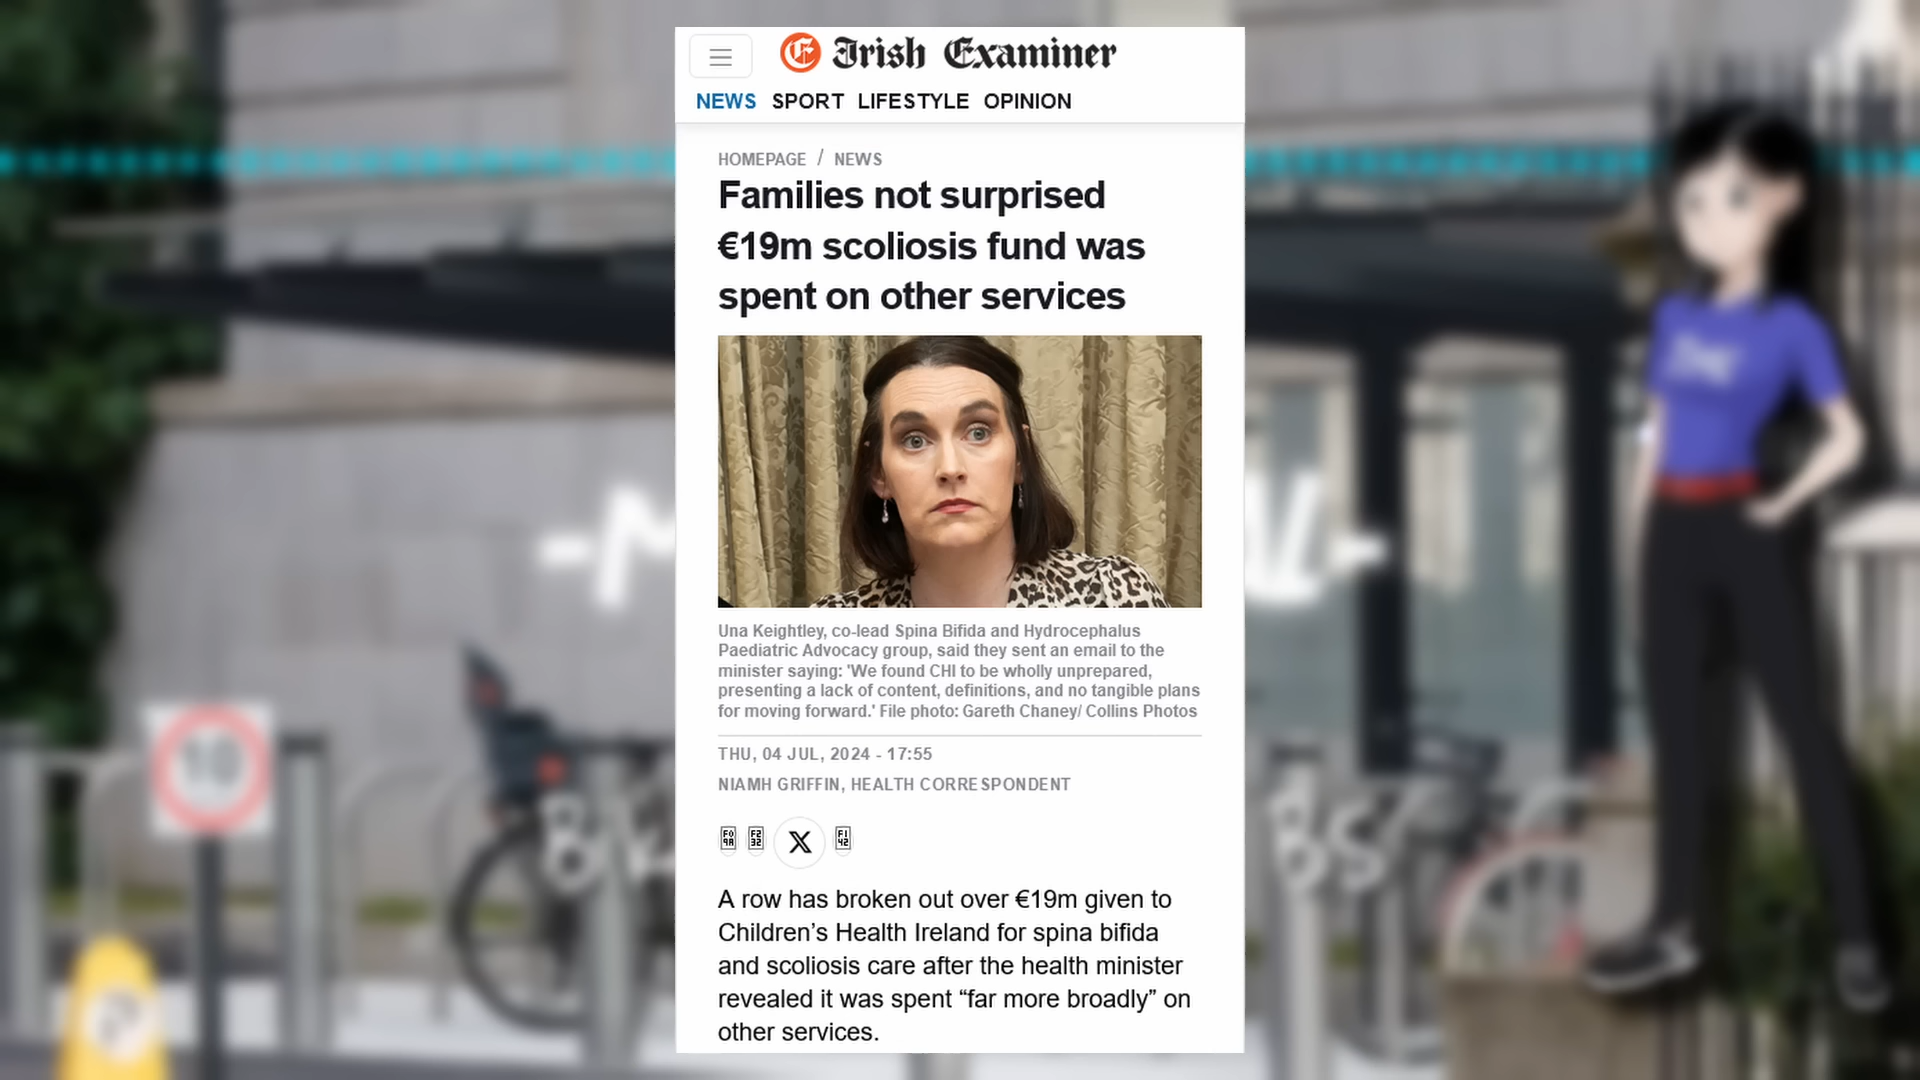 Irish Examiner
NEWS SPORT LIFESTYLE OPINION
HOMEPAGE / NEWS
Families not surprised
€19m scoliosis fund was
spent on other services
Una Keightley, co-lead Spina Bifida and Hydrocephalus
Paediatric Advocacy group, said they sent an email to the
minister saying: 'We found CHI to be wholly unprepared,
presenting a lack of content, definitions, and no tangible plans
for moving forward.' File photo: Gareth Chaney/ Collins Photos
THU, 04 JUL, 2024 - 17:55
NIAMH GRIFFIN, HEALTH CORRESPONDENT
A row has broken out over €19m given to
Children’s Health Ireland for spina bifida
and scoliosis care after the health minister
revealed it was spent “far more broadly” on
other services.
10